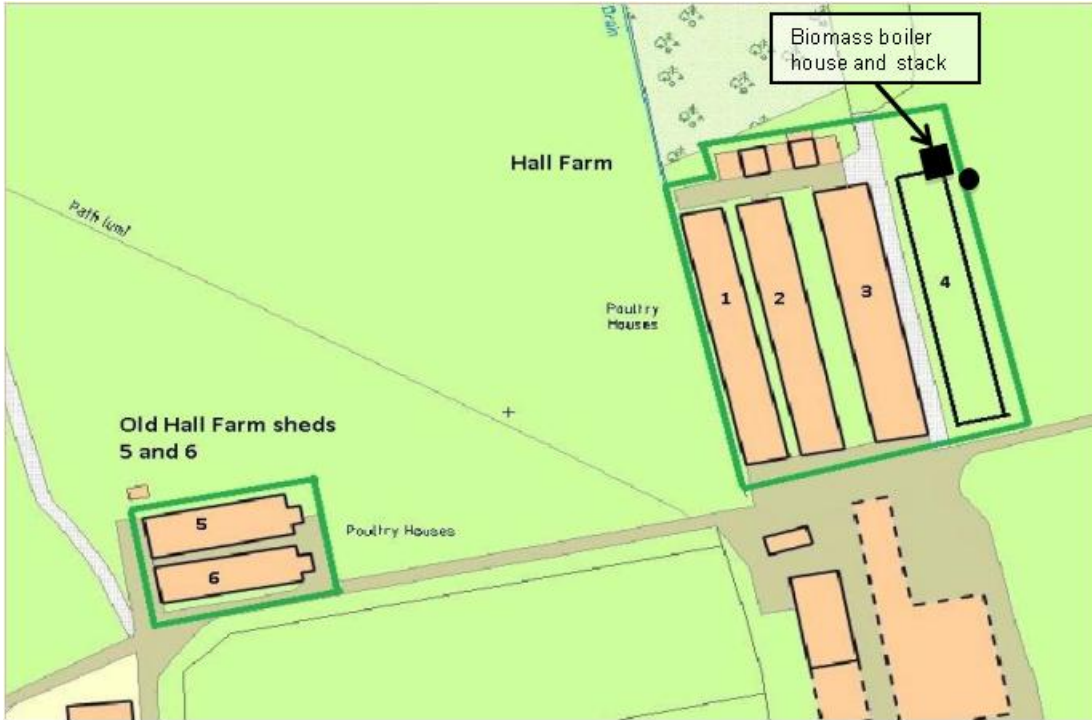 Drain
Biomass boiler
house and stack
Hall Farm
Path (um)
1
2
3
4
Poultry
Houses
Old Hall Farm sheds
5 and 6
5
6
Poultry Houses